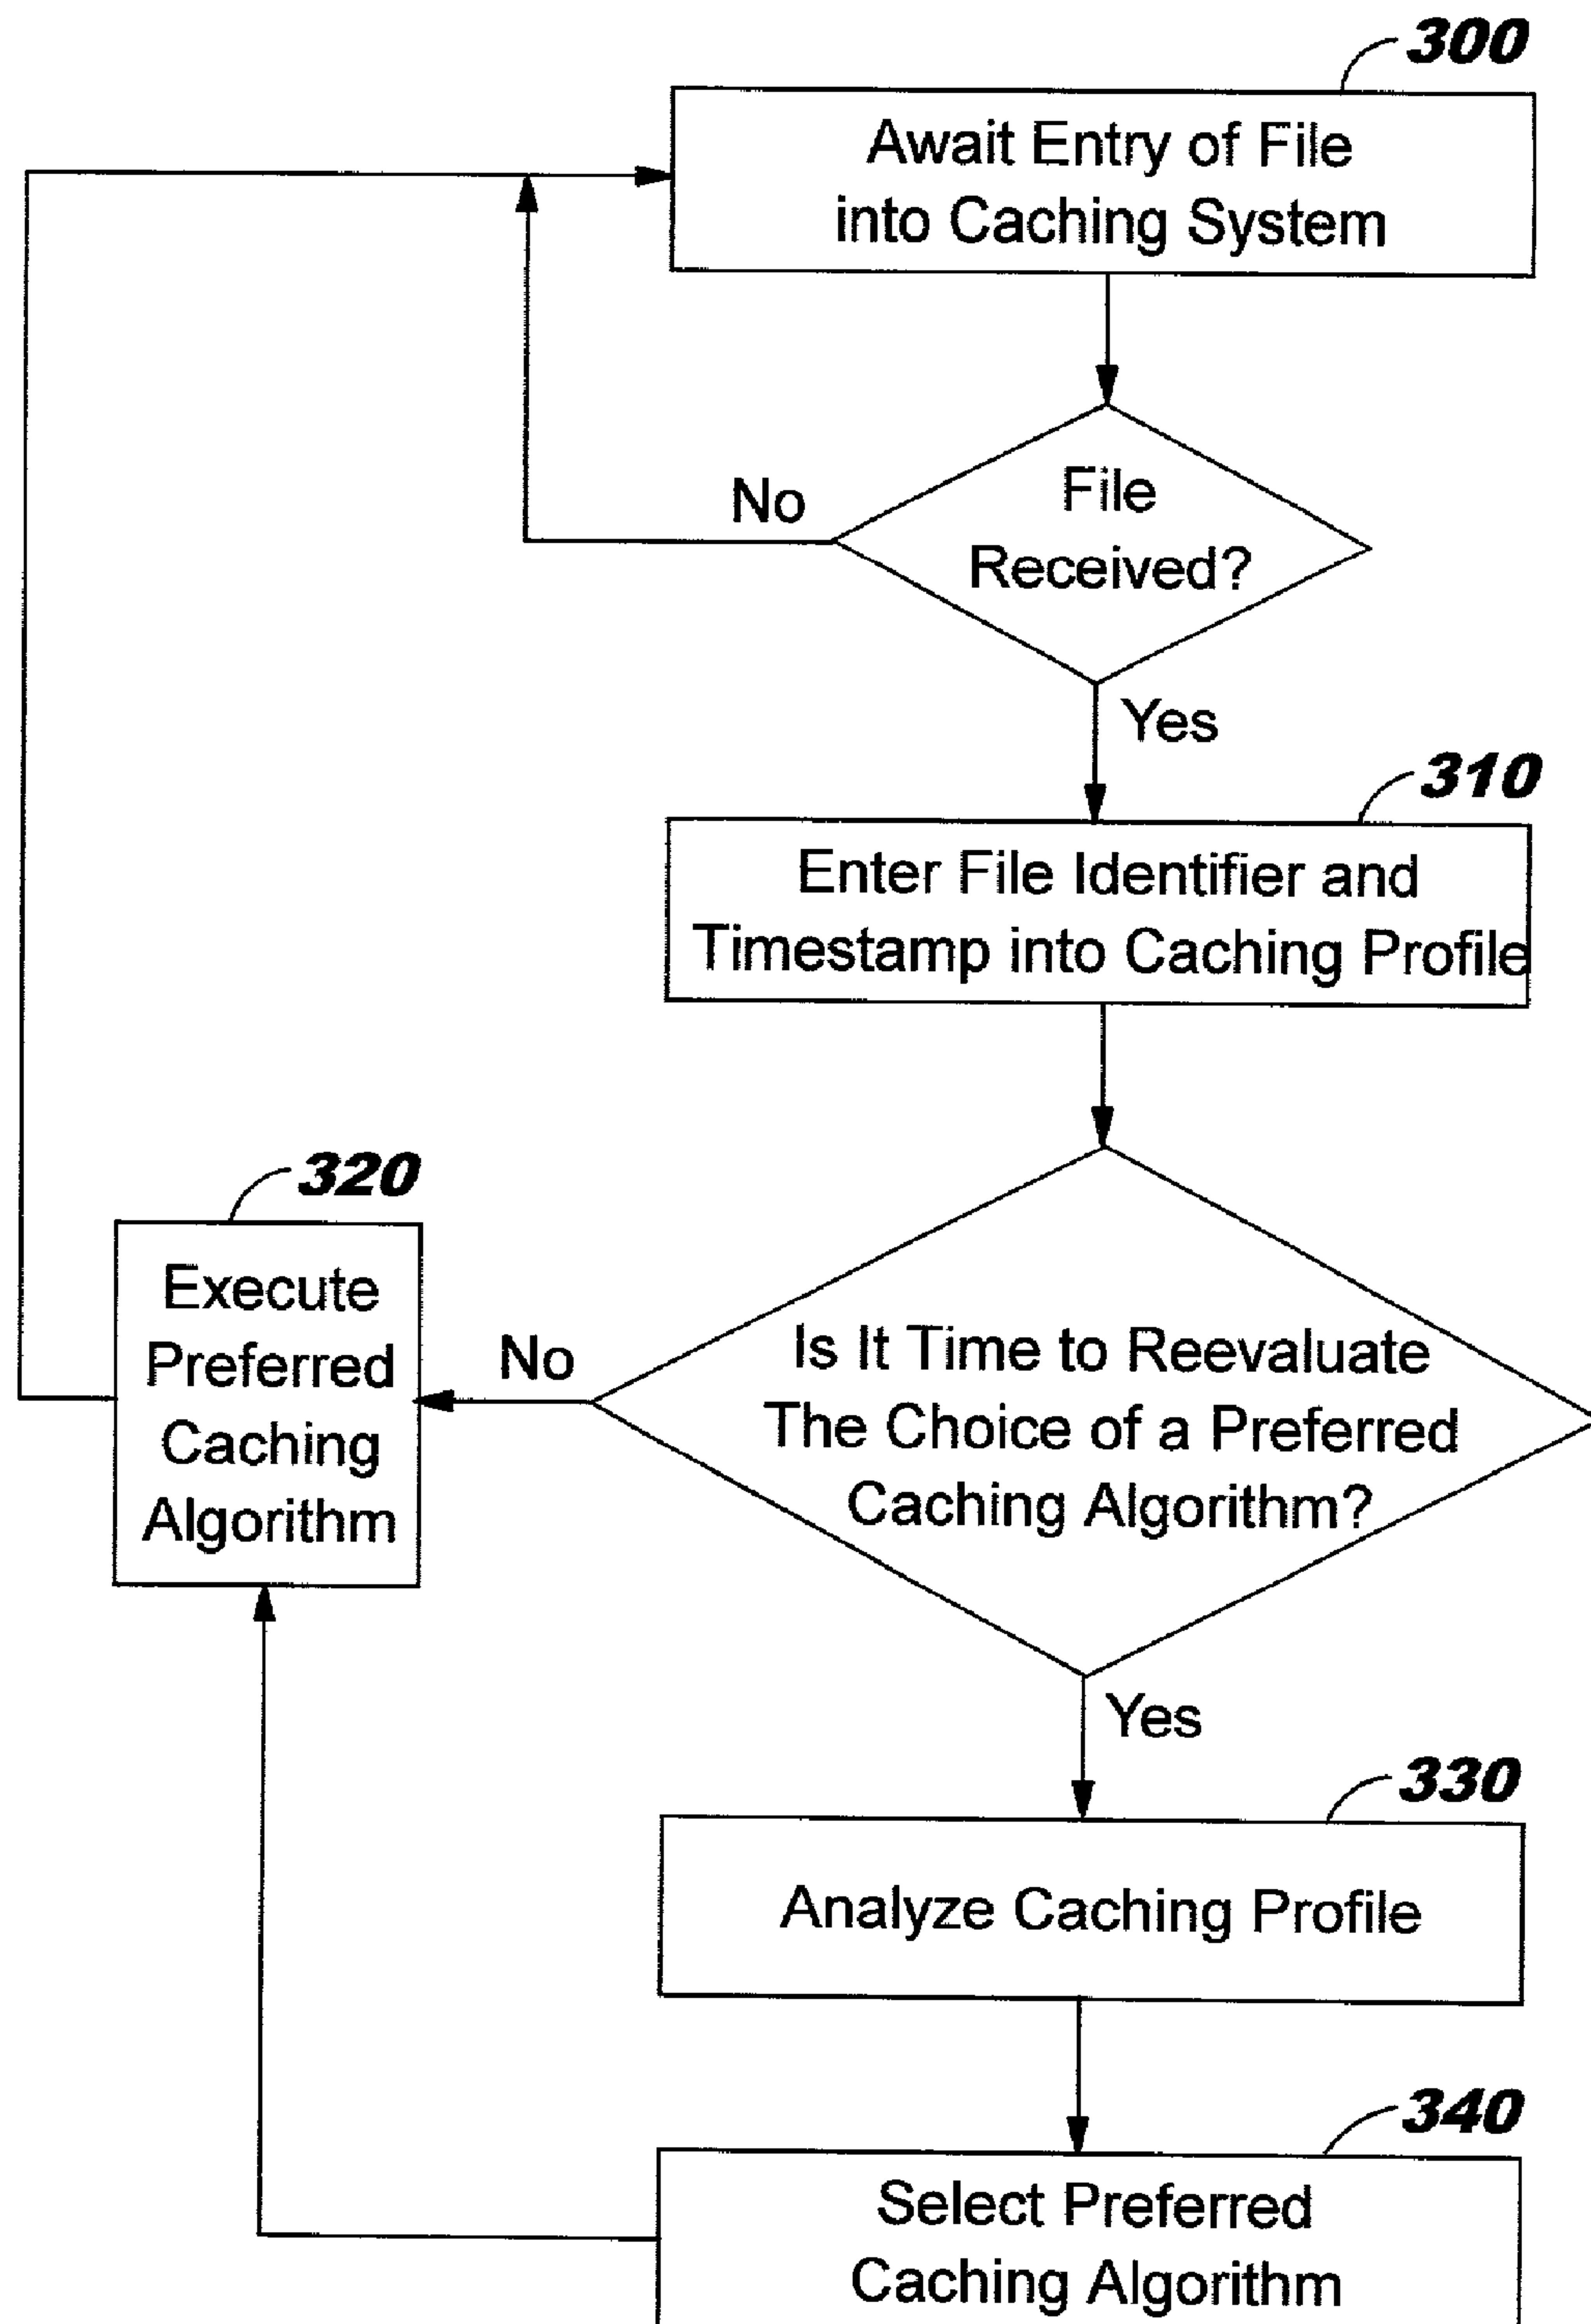 300
Await Entry of File
into Caching System
File
Received?
No
Yes
310
Enter File Identifier and
Timestamp into Caching Profile
320
Execute
Preferred
Caching
Algorithm
No
Is It Time to Reevaluate
The Choice of a Preferred
Caching Algorithm?
Yes
330
Analyze Caching Profile
340
Select Preferred
Caching Algorithm